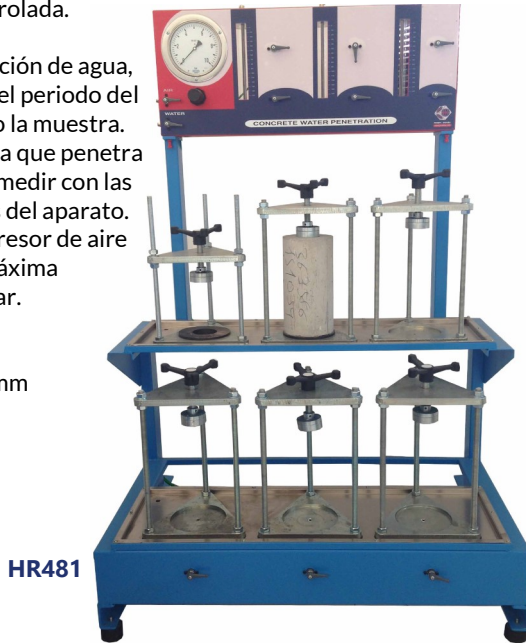 rolada.
ción de agua,
el periodo del
o la muestra.
a que penetra
medir con las
s del aparato.
resor de aire
áxima
ar.
mm
WATER
CONCRETE WATER PENETRATION
HR481